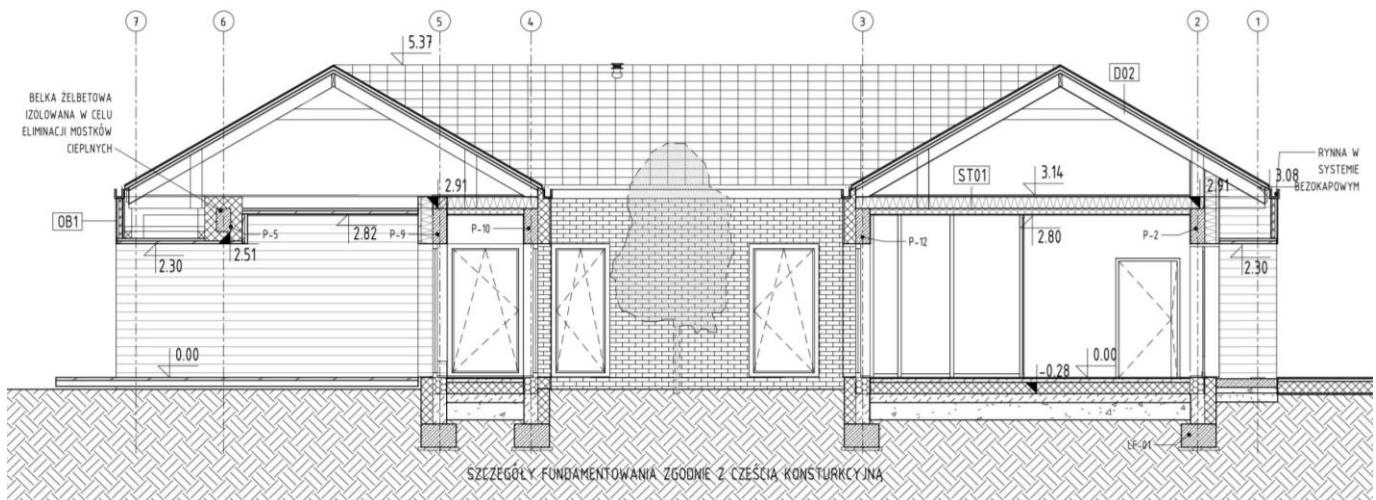 7 6 5 4 3 2 1
5.37
D02
BELKA ŻELBETOWA
IZOLOWANA W CELU
ELIMINACJI MOSTKÓW
CIEPLNYCH
RYNNA W
SYSTEMIE
BEZOKAPOWYM
2.91
ST01
3.14
2.91
3.08
OB1
P-5
2.82
P-9
P-10
P-12
2.80
P-2
2.30
2.51
2.30
0.00
-0,28
0.00
LF-01
SZCZEGÓŁY FUNDAMENTOWANIA ZGODNIE Z CZEŚCIĄ KONSTURKCYJNĄ